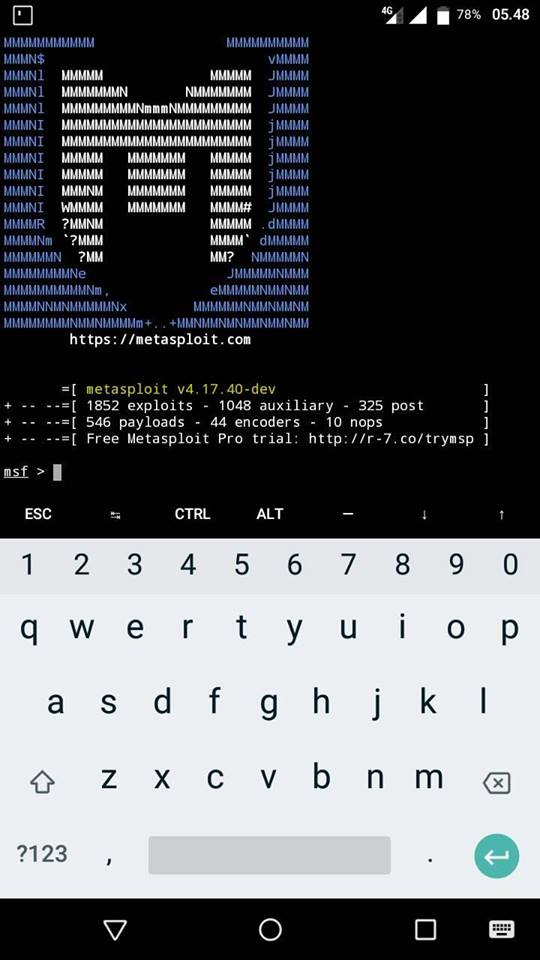 4G 78% 05.48
MMMMMMMMMMM                MMMMMMMMMM
MMMN$                           vMMMM
MMMNl  MMMMM             MMMMM  JMMMM
MMMNl  MMMMMMMN       NMMMMMMM  JMMMM
MMMNl  MMMMMMMMMNmmmNMMMMMMMMM  JMMMM
MMMNI  MMMMMMMMMMMMMMMMMMMMMMM  jMMMM
MMMNI  MMMMMMMMMMMMMMMMMMMMMMM  jMMMM
MMMNI  MMMMM   MMMMMMM   MMMMM  jMMMM
MMMNI  MMMMM   MMMMMMM   MMMMM  jMMMM
MMMNI  MMMNM   MMMMMMM   MMMMM  jMMMM
MMMNI  WMMMM   MMMMMMM   MMMM#  JMMMM
MMMMR  ?MMNM             MMMMM .dMMMM
MMMMNm `?MMM             MMMM` dMMMMM
MMMMMMN  ?MM             MM?  NMMMMMN
MMMMMMMMNe                 JMMMMMNMMM
MMMMMMMMMMNm,            eMMMMMNMMNMM
MMMMNNMNMMMMMNx        MMMMMMNMMNMMNM
MMMMMMMMNMMNMMMMm+..+MMNMMNMNMMNMMNMM
https://metasploit.com
=[ metasploit v4.17.40-dev ]
+ -- --=[ 1852 exploits - 1048 auxiliary - 325 post ]
+ -- --=[ 546 payloads - 44 encoders - 10 nops ]
+ -- --=[ Free Metasploit Pro trial: http://r-7.co/trymsp ]
msf >
ESC ↹ CTRL ALT — ↓ ↑
1 2 3 4 5 6 7 8 9 0
q w e r t y u i o p
a s d f g h j k l
z x c v b n m
?123 , .